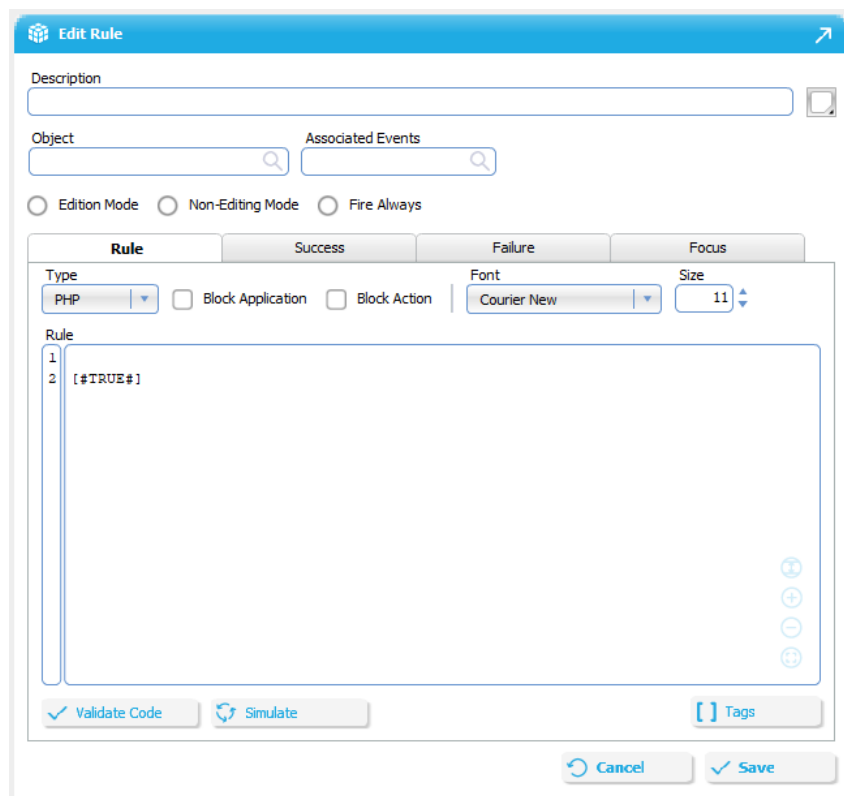 Edit Rule
Description
Object Associated Events
Edition Mode Non-Editing Mode Fire Always
Rule Success Failure Focus
Type Font Size
PHP Block Application Block Action Courier New 11
Rule
1
2 [#TRUE#]
Validate Code Simulate [ ] Tags
Cancel Save